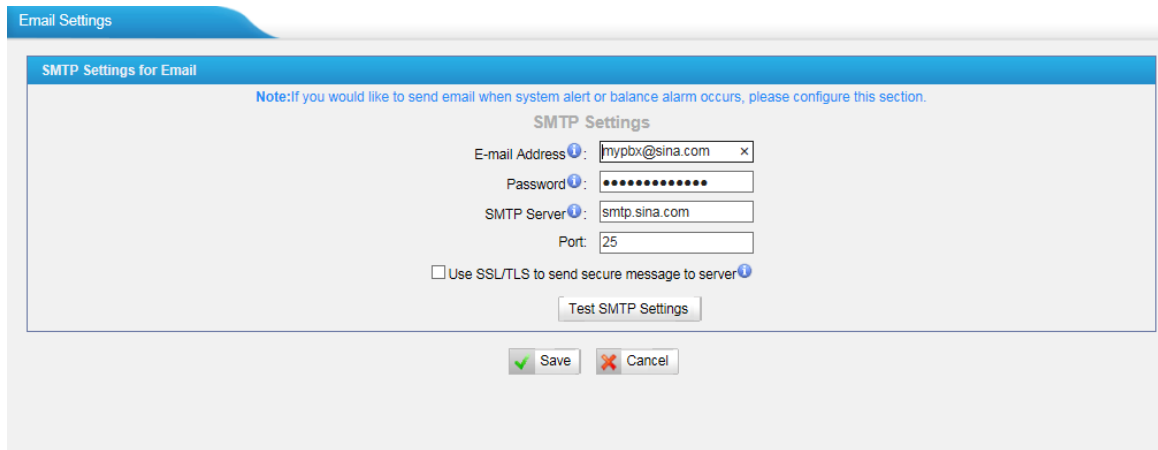 Email Settings
SMTP Settings for Email
Note:If you would like to send email when system alert or balance alarm occurs, please configure this section.
SMTP Settings
E-mail Address i : mypbx@sina.com ×
Password i : •••••••••••••
SMTP Server i : smtp.sina.com
Port: 25
Use SSL/TLS to send secure message to server i
Test SMTP Settings
Save Cancel